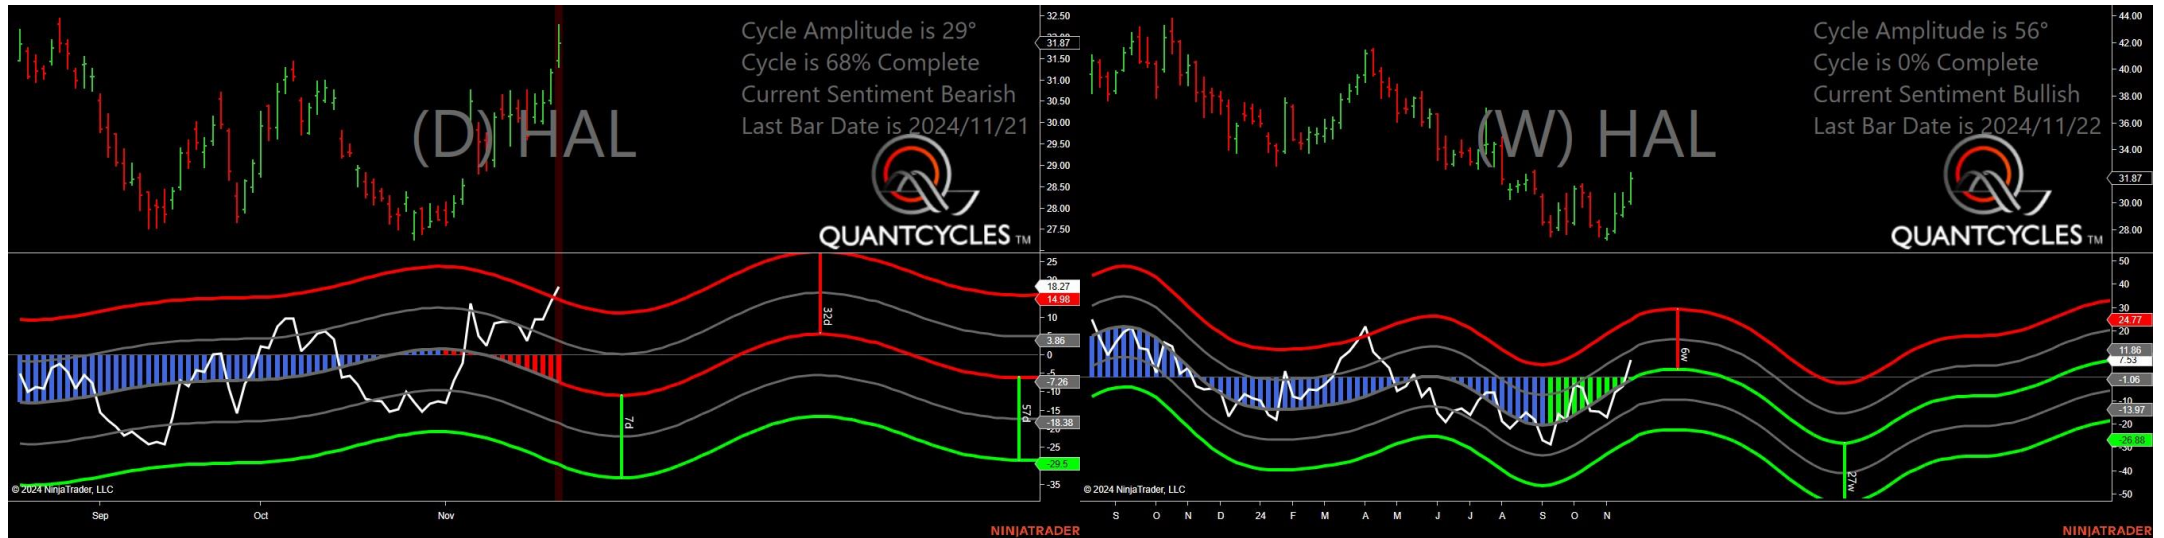 Cycle Amplitude is 29°
Cycle is 68% Complete
Current Sentiment Bearish
Last Bar Date is 2024/11/21
(D) HAL
QUANTCYCLES TM
32.50
31.87
31.50
31.00
30.50
30.00
29.50
29.00
28.50
28.00
27.50
25
18.27
14.98
10
5
3.86
0
-5
-7.26
-10
-15
-18.38
-25
-29.5
-35
7d
32d
57d
© 2024 NinjaTrader, LLC
Sep
Oct
Nov
NINJATRADER
Cycle Amplitude is 56°
Cycle is 0% Complete
Current Sentiment Bullish
Last Bar Date is 2024/11/22
(W) HAL
QUANTCYCLES TM
44.00
42.00
40.00
38.00
36.00
34.00
31.87
30.00
28.00
50
40
30
24.77
20
11.86
7.53
-1.06
-10
-13.97
-20
-26.88
-40
-50
6w
27w
© 2024 NinjaTrader, LLC
S O N D 24 F M A M J J A S O N
NINJATRADER